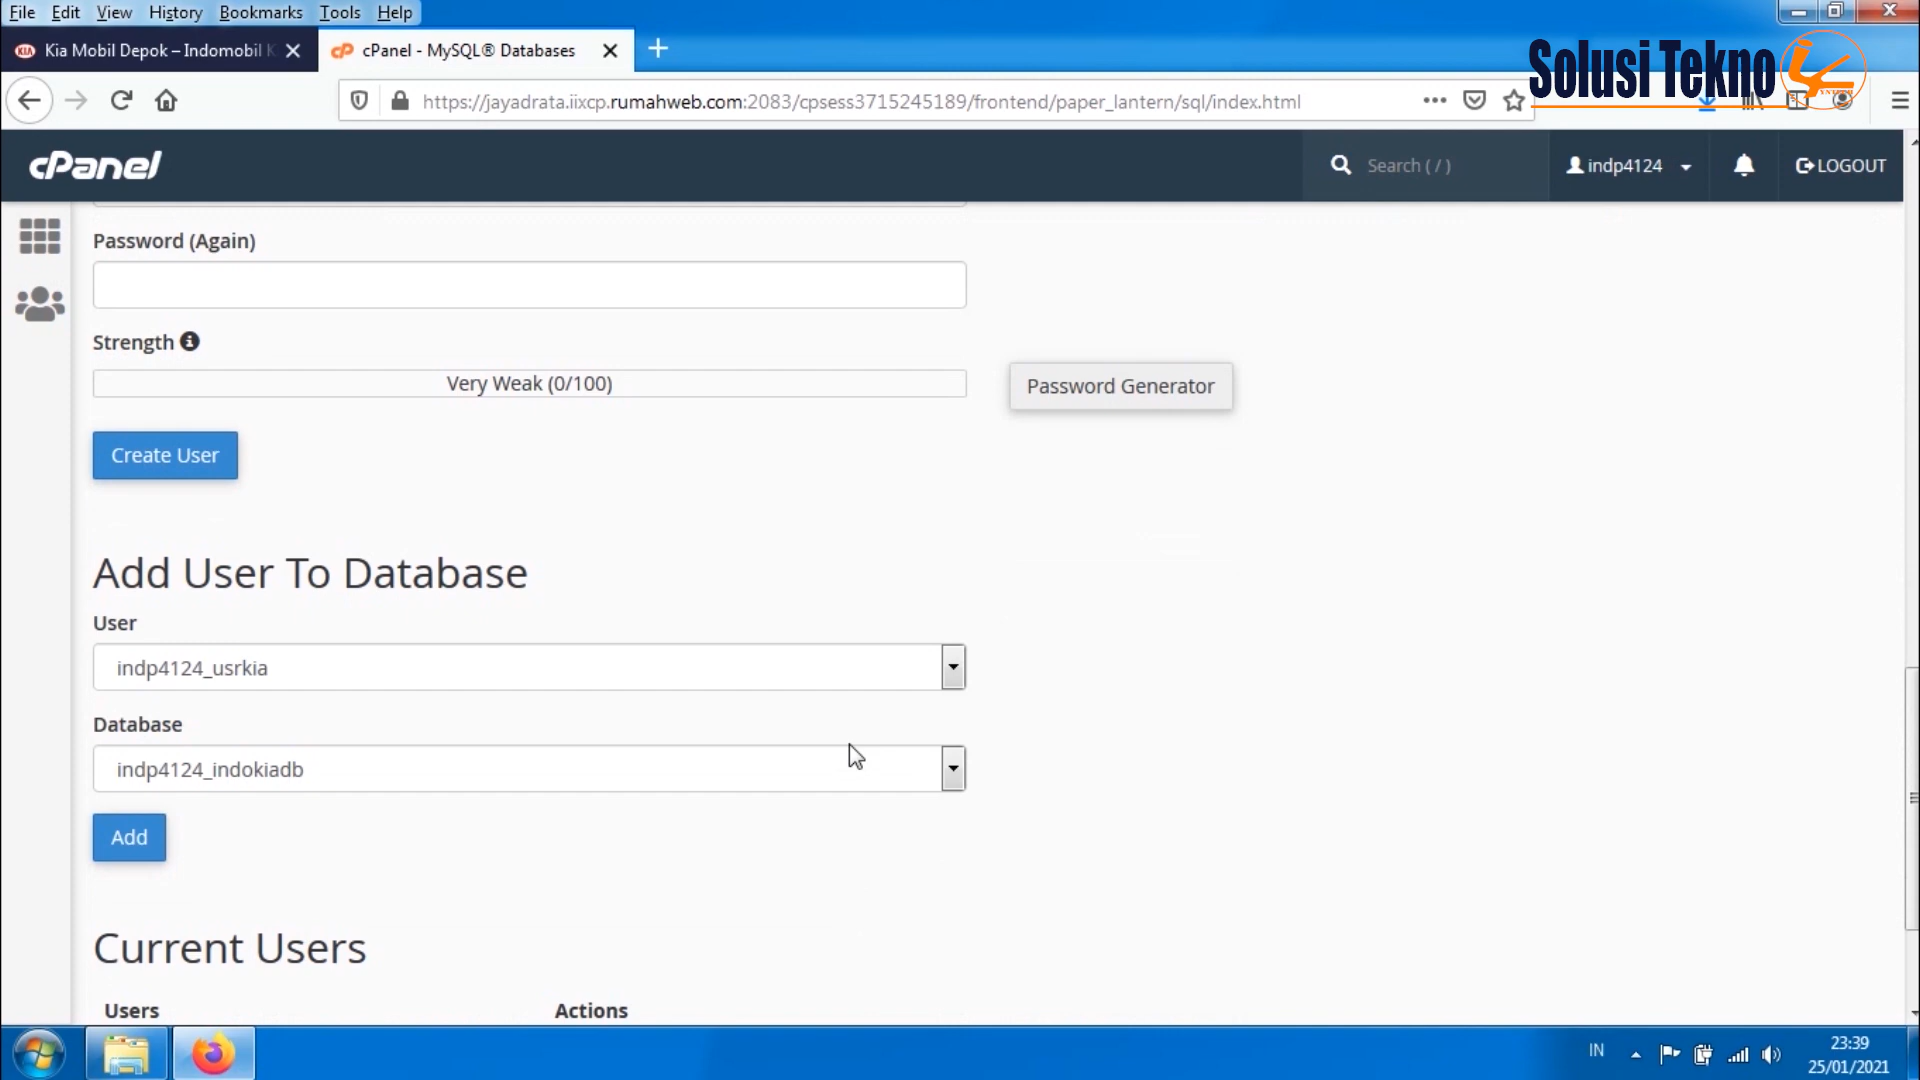 File Edit View History Bookmarks Tools Help
Kia Mobil Depok – Indomobil K
cPanel - MySQL® Databases
Solusi Tekno
https://jayadrata.iixcp.rumahweb.com:2083/cpsess3715245189/frontend/paper_lantern/sql/index.html
cPanel
Search ( / )
indp4124
LOGOUT
Password (Again)
Strength
Very Weak (0/100)
Password Generator
Create User
Add User To Database
User
indp4124_usrkia
Database
indp4124_indokiadb
Add
Current Users
Users Actions
IN
23:39
25/01/2021